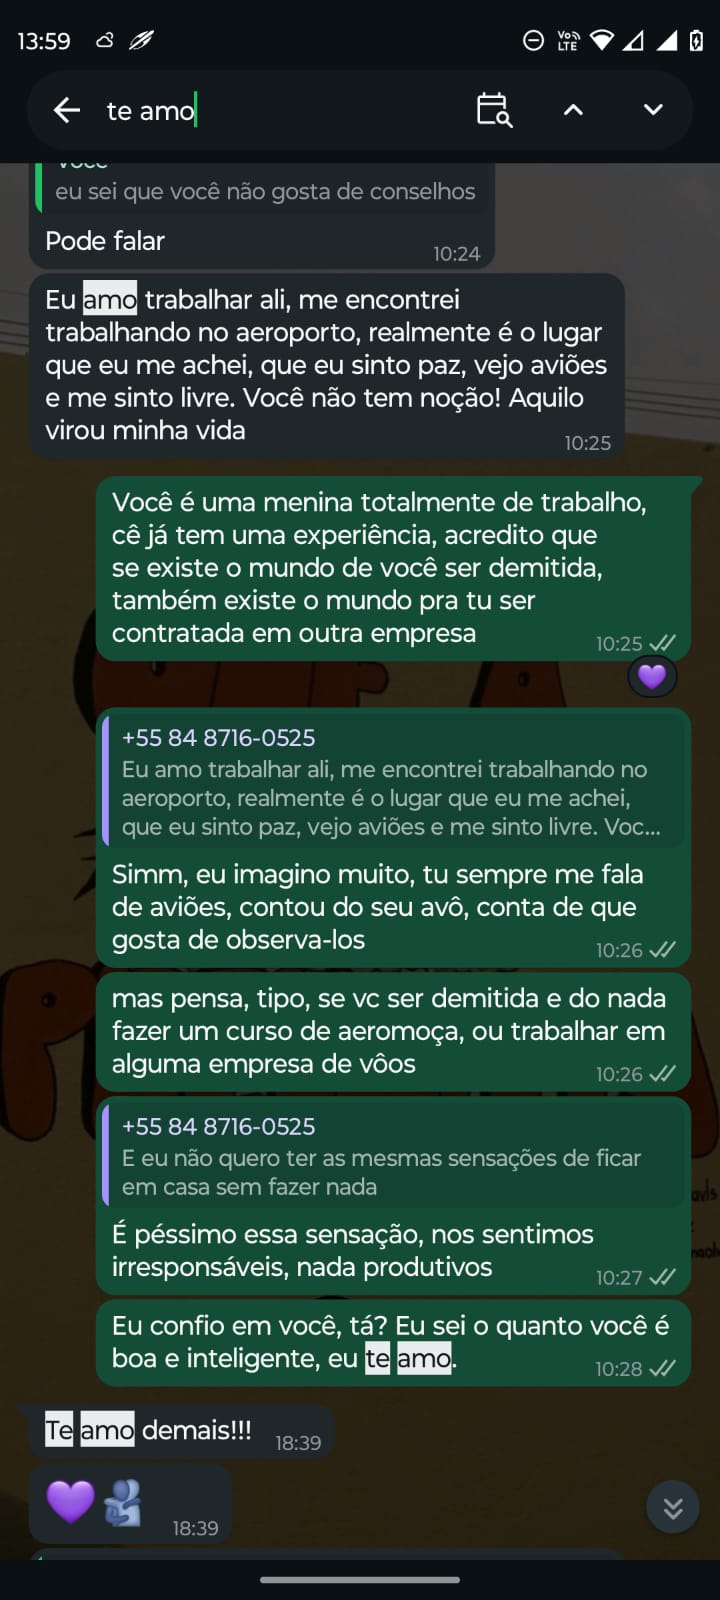 13:59
Vo))
LTE
te amo
Você
eu sei que você não gosta de conselhos
Pode falar
10:24
Eu amo trabalhar ali, me encontrei
trabalhando no aeroporto, realmente é o lugar
que eu me achei, que eu sinto paz, vejo aviões
e me sinto livre. Você não tem noção! Aquilo
virou minha vida
10:25
Você é uma menina totalmente de trabalho,
cê já tem uma experiência, acredito que
se existe o mundo de você ser demitida,
também existe o mundo pra tu ser
contratada em outra empresa
10:25
💜
+55 84 8716-0525
Eu amo trabalhar ali, me encontrei trabalhando no
aeroporto, realmente é o lugar que eu me achei,
que eu sinto paz, vejo aviões e me sinto livre. Voc...
Simm, eu imagino muito, tu sempre me fala
de aviões, contou do seu avô, conta de que
gosta de observa-los
10:26
mas pensa, tipo, se vc ser demitida e do nada
fazer um curso de aeromoça, ou trabalhar em
alguma empresa de vôos
10:26
+55 84 8716-0525
E eu não quero ter as mesmas sensações de ficar
em casa sem fazer nada
É péssimo essa sensação, nos sentimos
irresponsáveis, nada produtivos
10:27
Eu confio em você, tá? Eu sei o quanto você é
boa e inteligente, eu te amo.
10:28
Te amo demais!!!
18:39
💜🫂
18:39